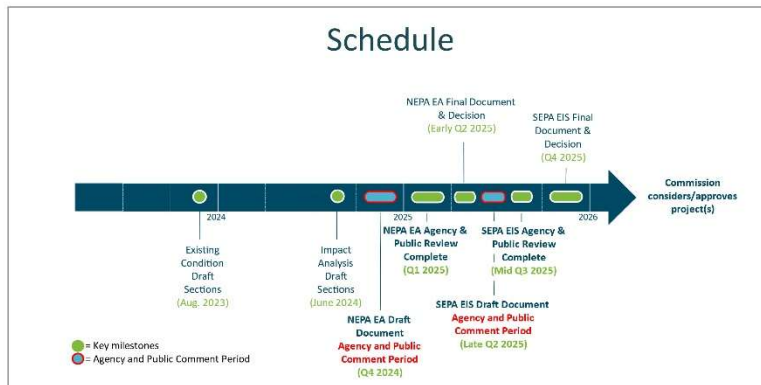 Schedule
NEPA EA Final Document
& Decision
(Early Q2 2025)
SEPA EIS Final
Document &
Decision
(Q4 2025)
Commission
considers/approves
project(s)
2024
2025
2026
Existing
Condition
Draft
Sections
(Aug. 2023)
Impact
Analysis
Draft
Sections
(June 2024)
NEPA EA Agency &
Public Review
Complete
(Q1 2025)
SEPA EIS Agency &
Public Review
Complete
(Mid Q3 2025)
NEPA EA Draft
Document
Agency and Public
Comment Period
(Q4 2024)
SEPA EIS Draft Document
Agency and Public
Comment Period
(Late Q2 2025)
= Key milestones
= Agency and Public Comment Period